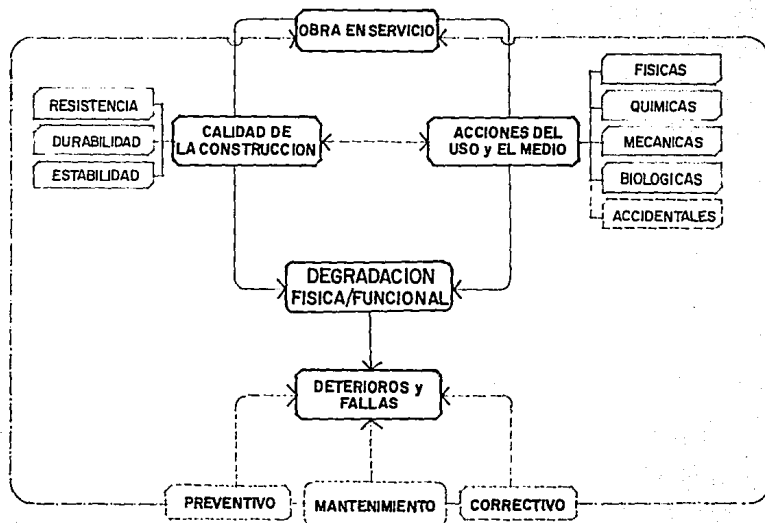 OBRA EN SERVICIO
RESISTENCIA
DURABILIDAD
ESTABILIDAD
CALIDAD DE
LA CONSTRUCCION
ACCIONES DEL
USO y EL MEDIO
FISICAS
QUIMICAS
MECANICAS
BIOLOGICAS
ACCIDENTALES
DEGRADACION
FISICA/FUNCIONAL
DETERIOROS y
FALLAS
PREVENTIVO
MANTENIMIENTO
CORRECTIVO